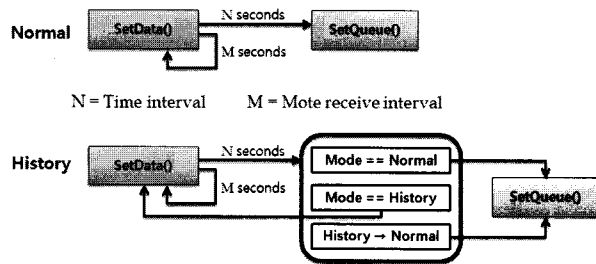 Normal
SetData()
N seconds
M seconds
SetQueue()
N = Time interval M = Mote receive interval
History
SetData()
N seconds
M seconds
Mode == Normal
Mode == History
History → Normal
SetQueue()